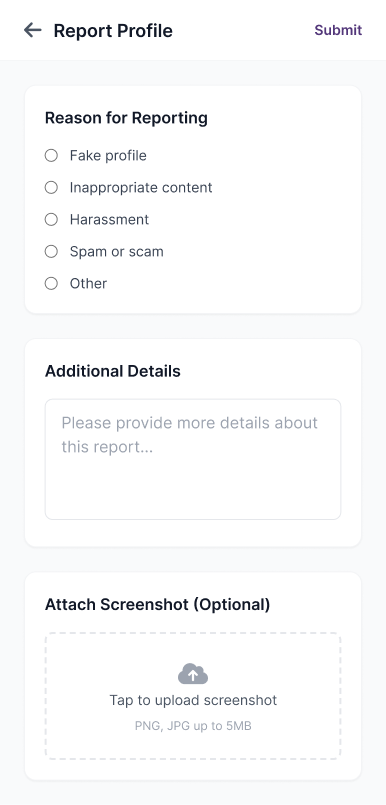 Report Profile
Submit
Reason for Reporting
Fake profile
Inappropriate content
Harassment
Spam or scam
Other
Additional Details
Please provide more details about
this report...
Attach Screenshot (Optional)
Tap to upload screenshot
PNG, JPG up to 5MB